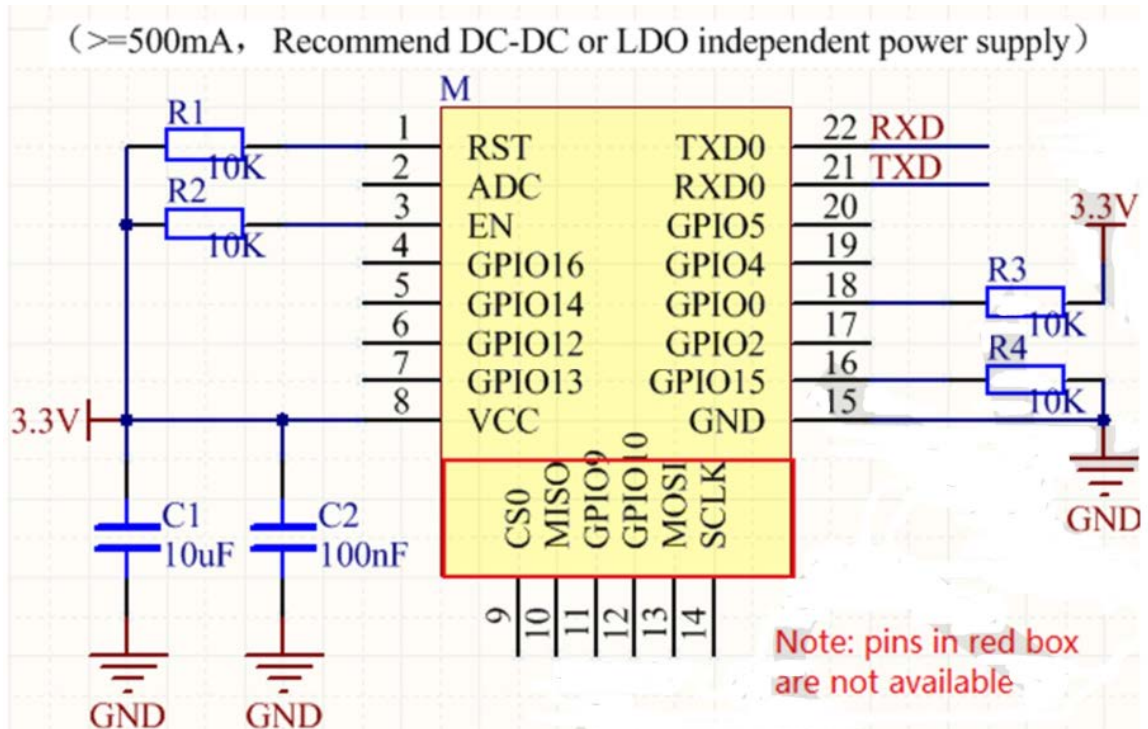 (>=500mA, Recommend DC-DC or LDO independent power supply)
M
R1
10K
R2
10K
1
2
3
4
5
6
7
8
RST
ADC
EN
GPIO16
GPIO14
GPIO12
GPIO13
VCC
TXD0
RXD0
GPIO5
GPIO4
GPIO0
GPIO2
GPIO15
GND
22 RXD
21 TXD
20
19
18
17
16
15
3.3V
R3
10K
R4
10K
GND
3.3V
C1
10uF
C2
100nF
GND
GND
CS0
MISO
GPIO9
GPIO10
MOSI
SCLK
9
10
11
12
13
14
Note: pins in red box
are not available